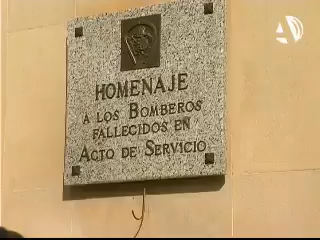 HOMENAJE
A LOS BOMBEROS
FALLECIDOS EN
ACTO DE SERVICIO